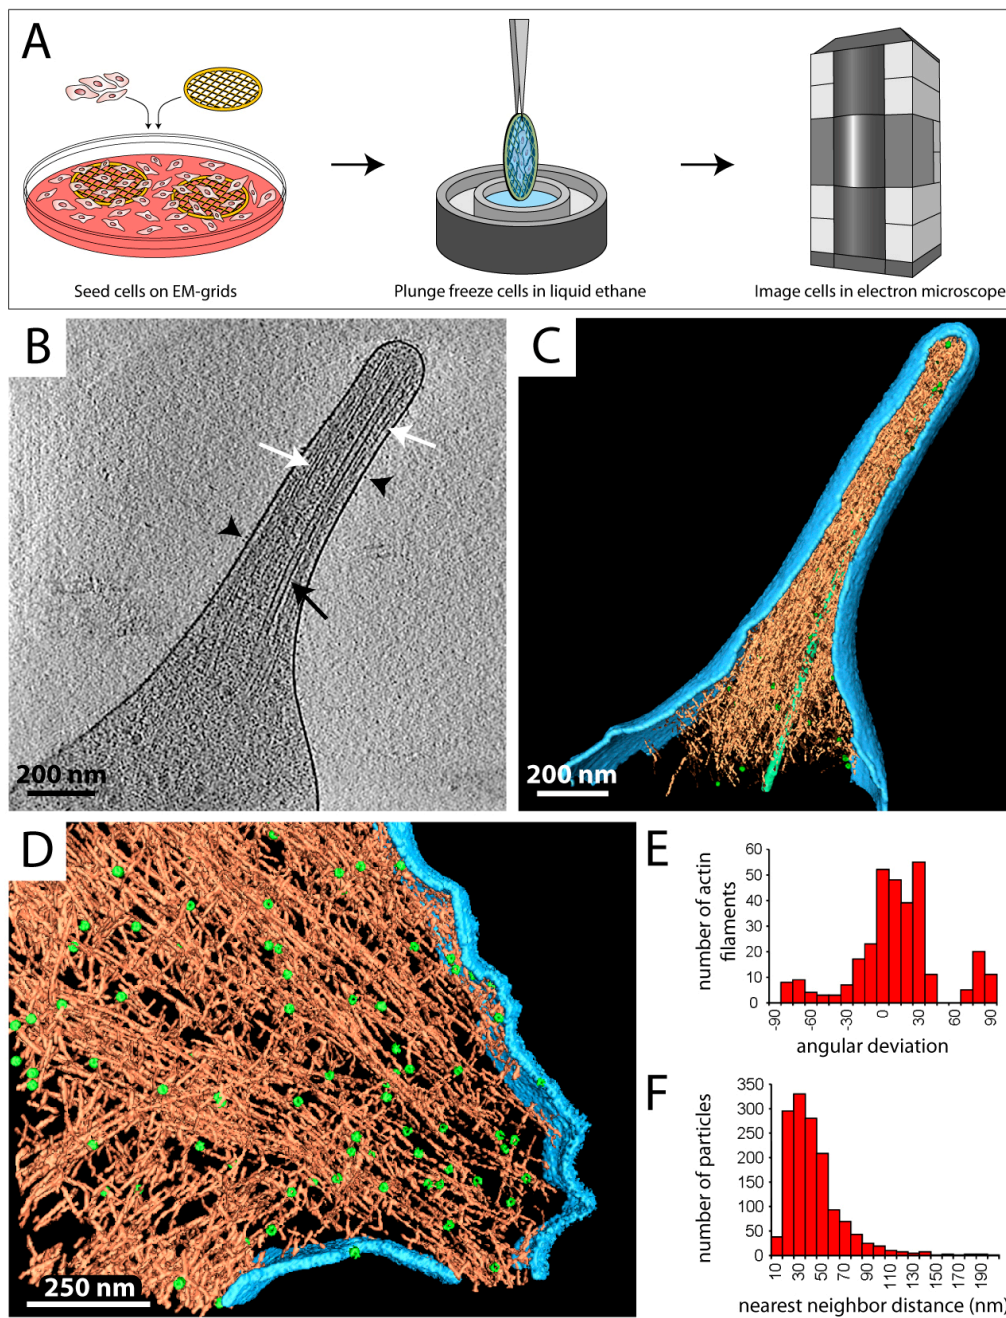 A
Seed cells on EM-grids
Plunge freeze cells in liquid ethane
Image cells in electron microscope
B
200 nm
C
200 nm
D
250 nm
E
number of actin
filaments
60
50
40
30
20
10
0
-90
-60
-30
0
30
60
90
angular deviation
F
number of particles
350
300
250
200
150
100
50
0
10
30
50
70
90
110
130
150
170
190
nearest neighbor distance (nm)